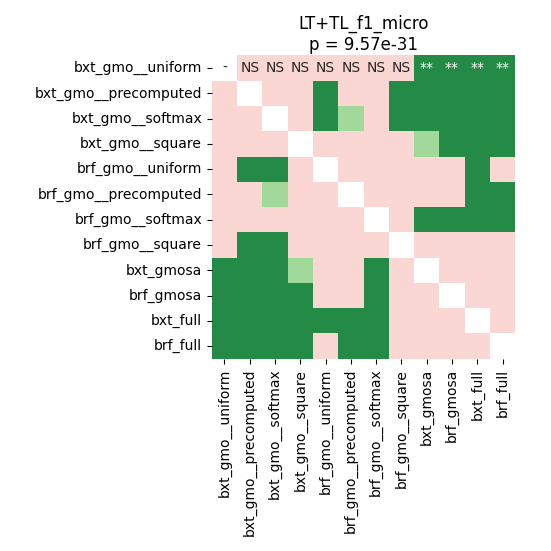 LT+TL_f1_micro
p = 9.57e-31
bxt_gmo__uniform
- NS NS NS NS NS NS NS ** ** ** **
bxt_gmo__precomputed
bxt_gmo__softmax
bxt_gmo__square
brf_gmo__uniform
brf_gmo__precomputed
brf_gmo__softmax
brf_gmo__square
bxt_gmosa
brf_gmosa
bxt_full
brf_full
bxt_gmo__uniform
bxt_gmo__precomputed
bxt_gmo__softmax
bxt_gmo__square
brf_gmo__uniform
brf_gmo__precomputed
brf_gmo__softmax
brf_gmo__square
bxt_gmosa
brf_gmosa
bxt_full
brf_full